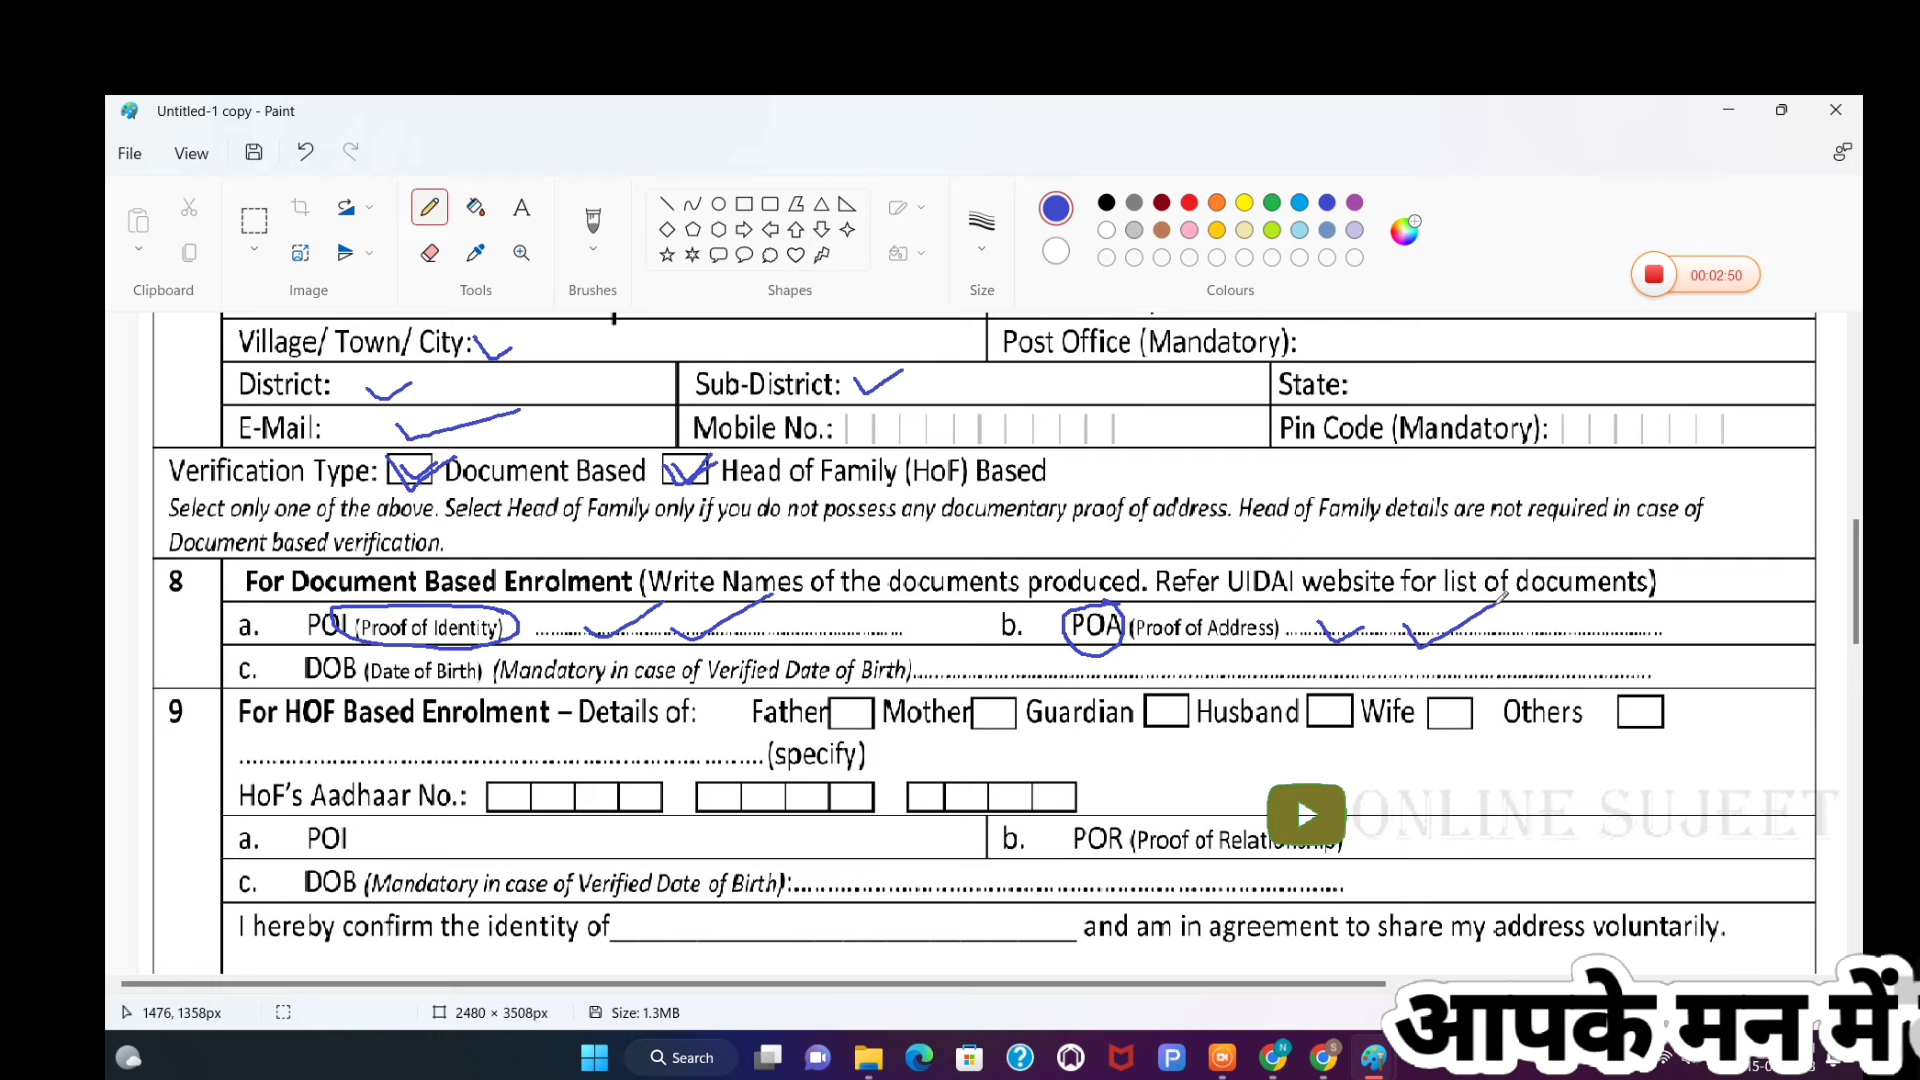 Untitled-1 copy - Paint
File View
Clipboard Image Tools Brushes Shapes Size Colours
00:02:50
Village/ Town/ City:
Post Office (Mandatory):
District:
Sub-District:
State:
E-Mail:
Mobile No.:
Pin Code (Mandatory):
Verification Type: Document Based Head of Family (HoF) Based
Select only one of the above. Select Head of Family only if you do not possess any documentary proof of address. Head of Family details are not required in case of
Document based verification.
8 For Document Based Enrolment (Write Names of the documents produced. Refer UIDAI website for list of documents)
a. POI (Proof of Identity) ............................................................
b. POA (Proof of Address) ............................................................
c. DOB (Date of Birth) (Mandatory in case of Verified Date of Birth)............................................................
9 For HOF Based Enrolment – Details of: Father Mother Guardian Husband Wife Others
............................................................(specify)
HoF's Aadhaar No.:
ONLINE SUJEET
a. POI
b. POR (Proof of Relationship)
c. DOB (Mandatory in case of Verified Date of Birth):............................................................
I hereby confirm the identity of______________________________ and am in agreement to share my address voluntarily.
1476, 1358px 2480 × 3508px Size: 1.3MB
आपके मन में
Search